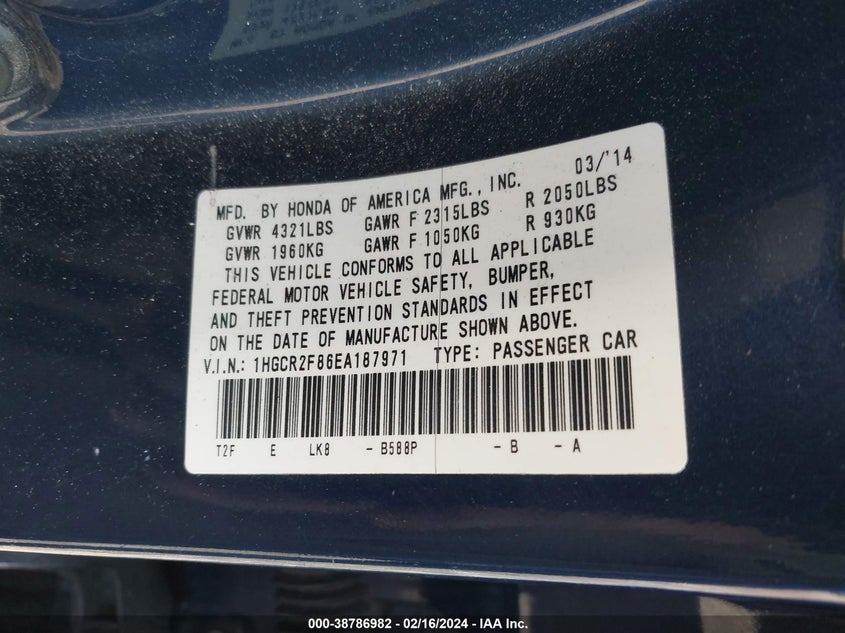 03/'14
MFD. BY HONDA OF AMERICA MFG., INC.
GVWR 4321LBS GAWR F 2315LBS R 2050LBS
GVWR 1960KG GAWR F 1050KG R 930KG
THIS VEHICLE CONFORMS TO ALL APPLICABLE
FEDERAL MOTOR VEHICLE SAFETY, BUMPER,
AND THEFT PREVENTION STANDARDS IN EFFECT
ON THE DATE OF MANUFACTURE SHOWN ABOVE.
V.I.N.: 1HGCR2F86EA187971 TYPE: PASSENGER CAR
T2F E LK8 - B588P - B - A
000-38786982 - 02/16/2024 - IAA Inc.